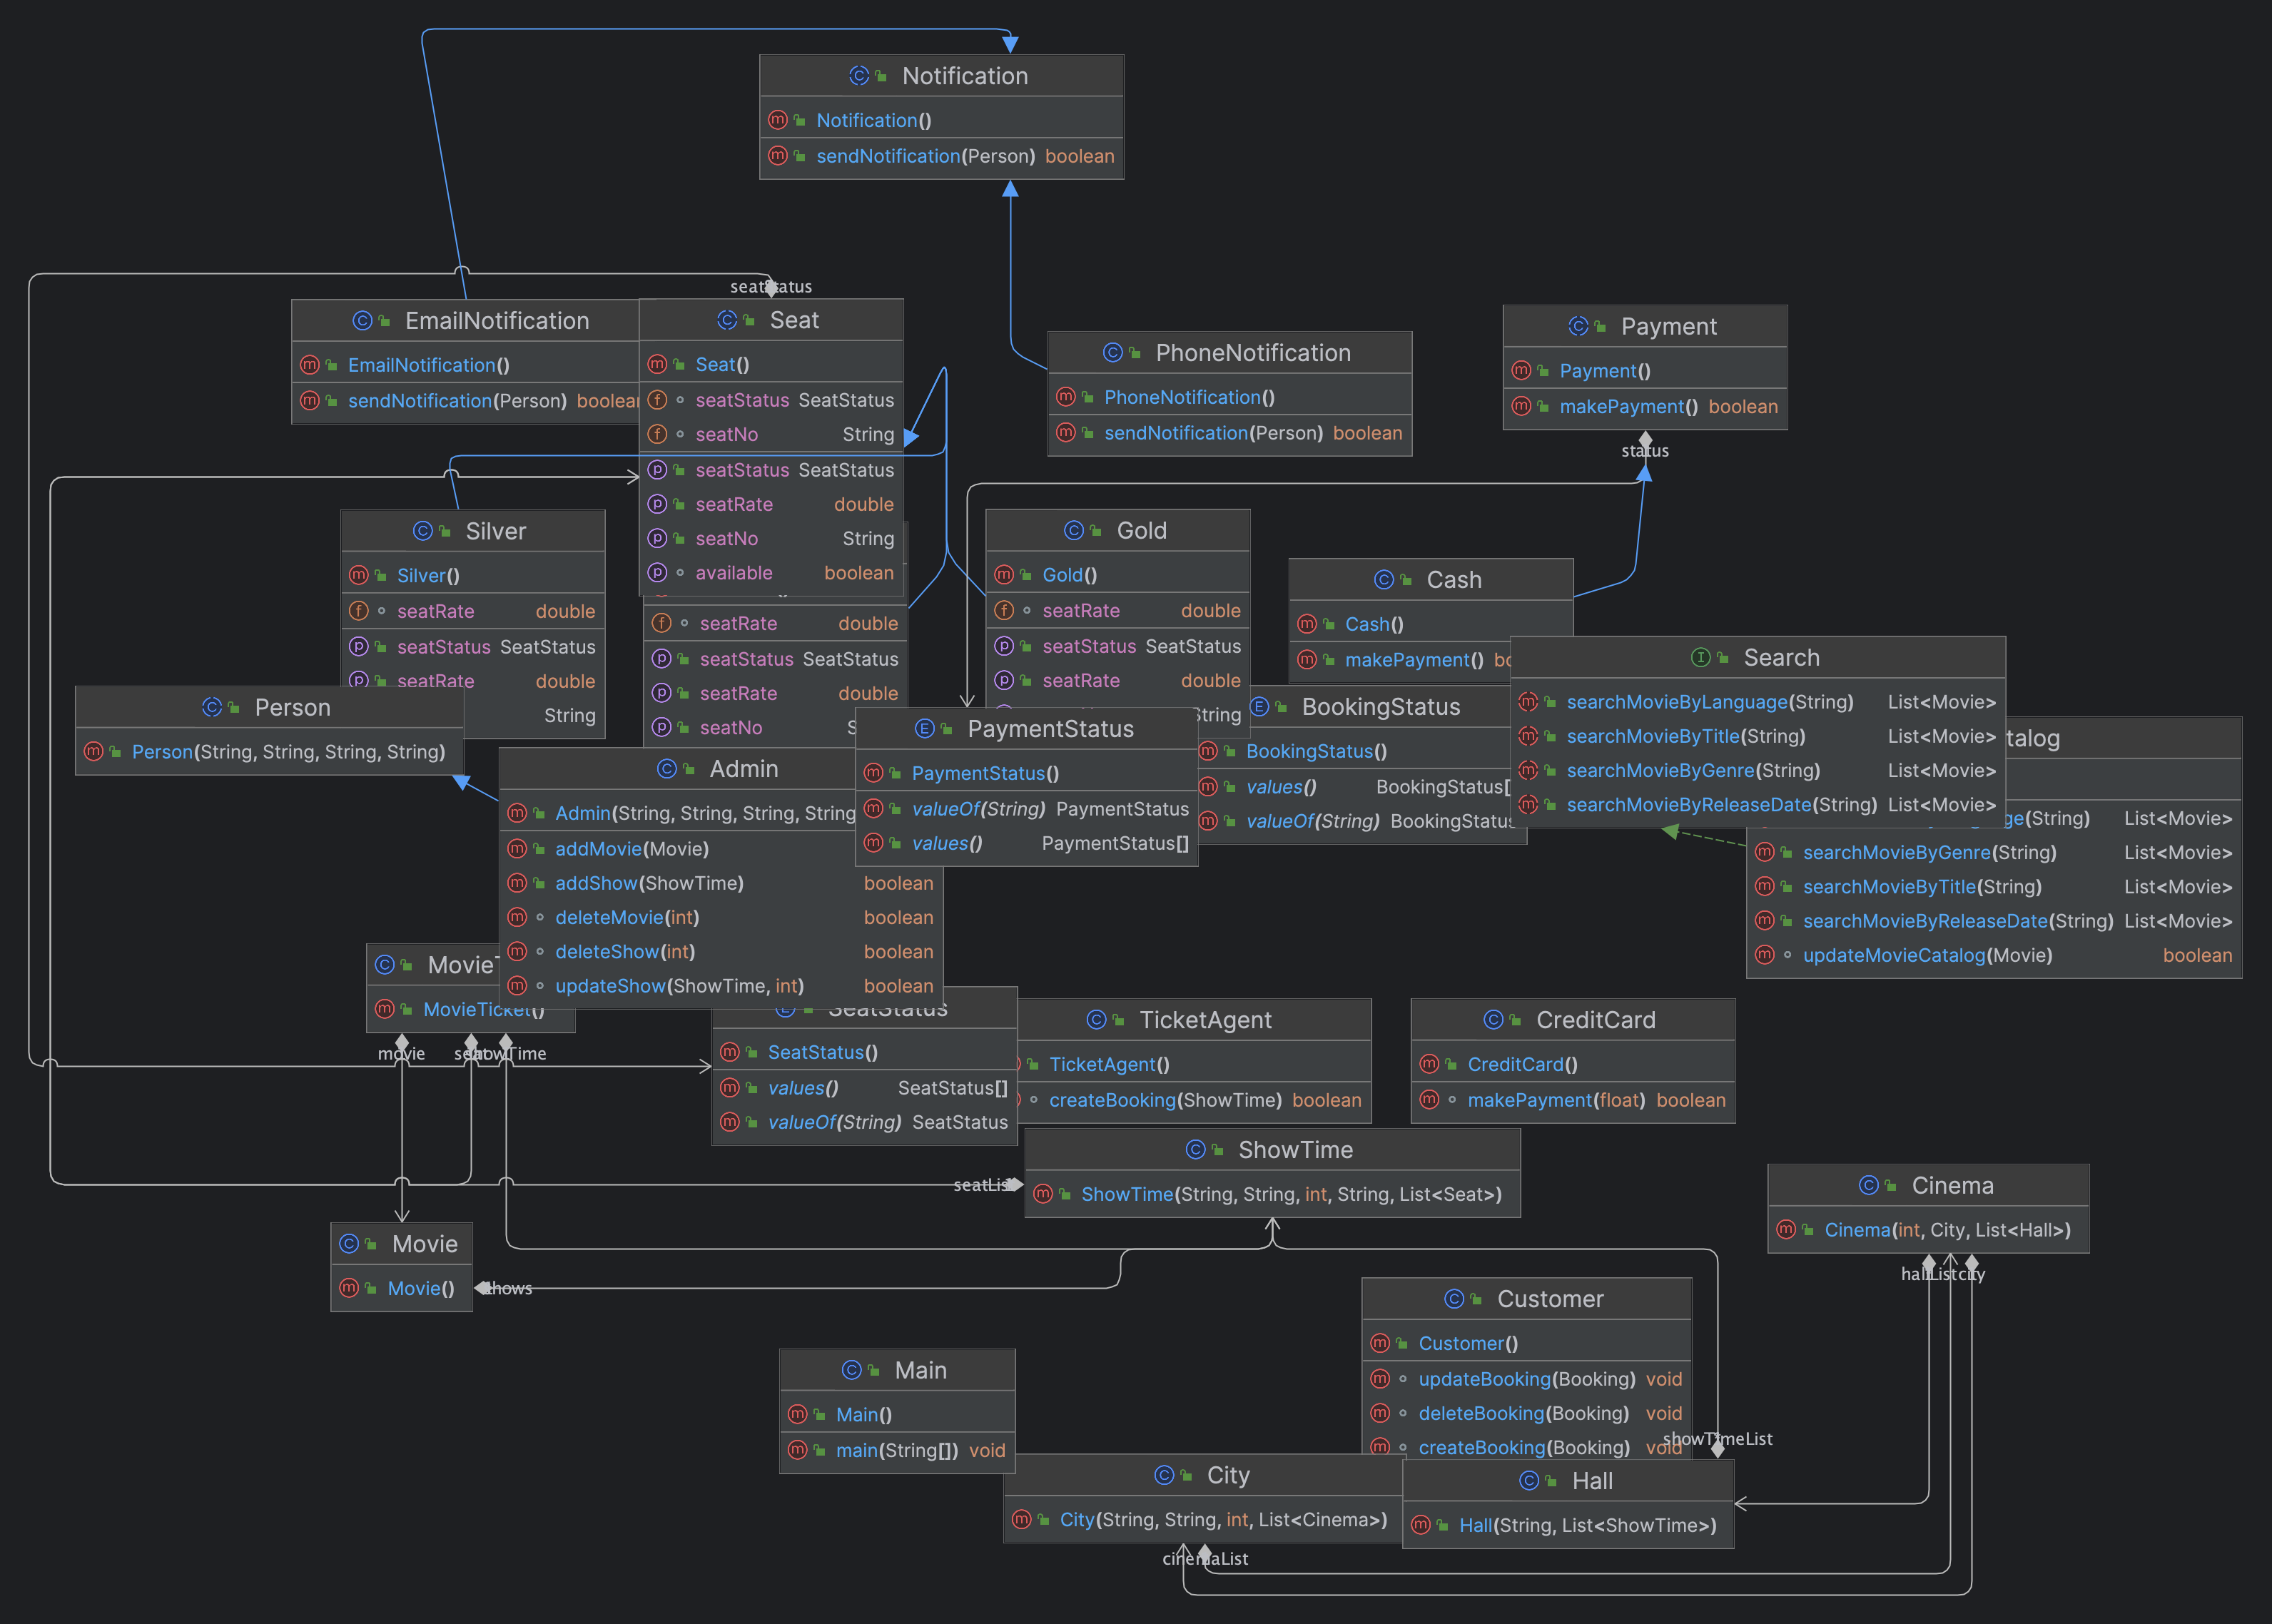 Notification
Notification()
sendNotification(Person) boolean
seatStatus
EmailNotification
EmailNotification()
sendNotification(Person) boolean
Seat
Seat()
seatStatus SeatStatus
seatNo String
seatStatus SeatStatus
seatRate double
seatNo String
available boolean
PhoneNotification
PhoneNotification()
sendNotification(Person) boolean
Payment
Payment()
makePayment() boolean
status
Silver
Silver()
seatRate double
seatStatus SeatStatus
seatRate double
String
seatRate double
seatStatus SeatStatus
seatRate double
seatNo S
Gold
Gold()
seatRate double
seatStatus SeatStatus
seatRate double
String
Cash
Cash()
makePayment() bo
Search
searchMovieByLanguage(String) List<Movie>
searchMovieByTitle(String) List<Movie>
searchMovieByGenre(String) List<Movie>
searchMovieByReleaseDate(String) List<Movie>
Person
Person(String, String, String, String)
Admin
Admin(String, String, String, String
addMovie(Movie)
addShow(ShowTime) boolean
deleteMovie(int) boolean
deleteShow(int) boolean
updateShow(ShowTime, int) boolean
PaymentStatus
PaymentStatus()
valueOf(String) PaymentStatus
values() PaymentStatus[]
BookingStatus
BookingStatus()
values() BookingStatus[]
valueOf(String) BookingStatus
talog
ge(String) List<Movie>
searchMovieByGenre(String) List<Movie>
searchMovieByTitle(String) List<Movie>
searchMovieByReleaseDate(String) List<Movie>
updateMovieCatalog(Movie) boolean
MovieT
MovieTicket()
movie seat showTime
SeatStatus
SeatStatus()
values() SeatStatus[]
valueOf(String) SeatStatus
TicketAgent
TicketAgent()
createBooking(ShowTime) boolean
CreditCard
CreditCard()
makePayment(float) boolean
ShowTime
seatList
ShowTime(String, String, int, String, List<Seat>)
Cinema
Cinema(int, City, List<Hall>)
hallList city
Movie
Movie()
shows
Customer
Customer()
updateBooking(Booking) void
deleteBooking(Booking) void
createBooking(Booking) void
showTimeList
Main
Main()
main(String[]) void
City
City(String, String, int, List<Cinema>)
cinemaList
Hall
Hall(String, List<ShowTime>)